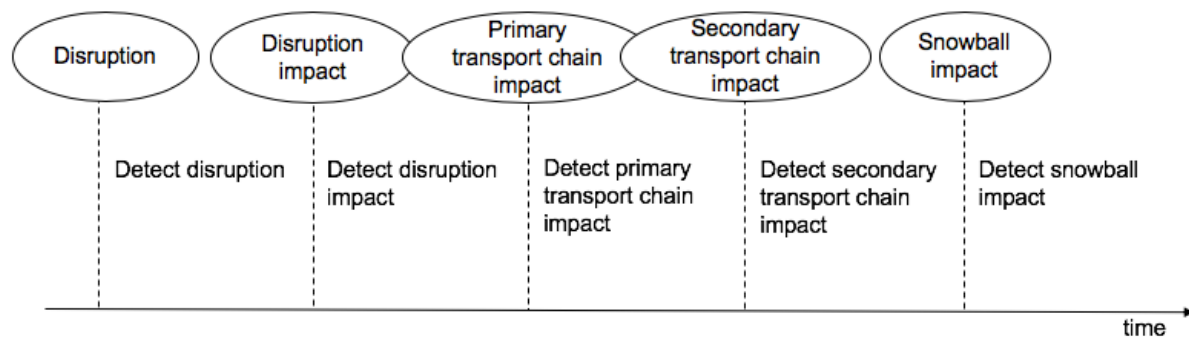 Disruption
Disruption
impact
Primary
transport chain
impact
Secondary
transport chain
impact
Snowball
impact
Detect disruption
Detect disruption
impact
Detect primary
transport chain
impact
Detect secondary
transport chain
impact
Detect snowball
impact
time